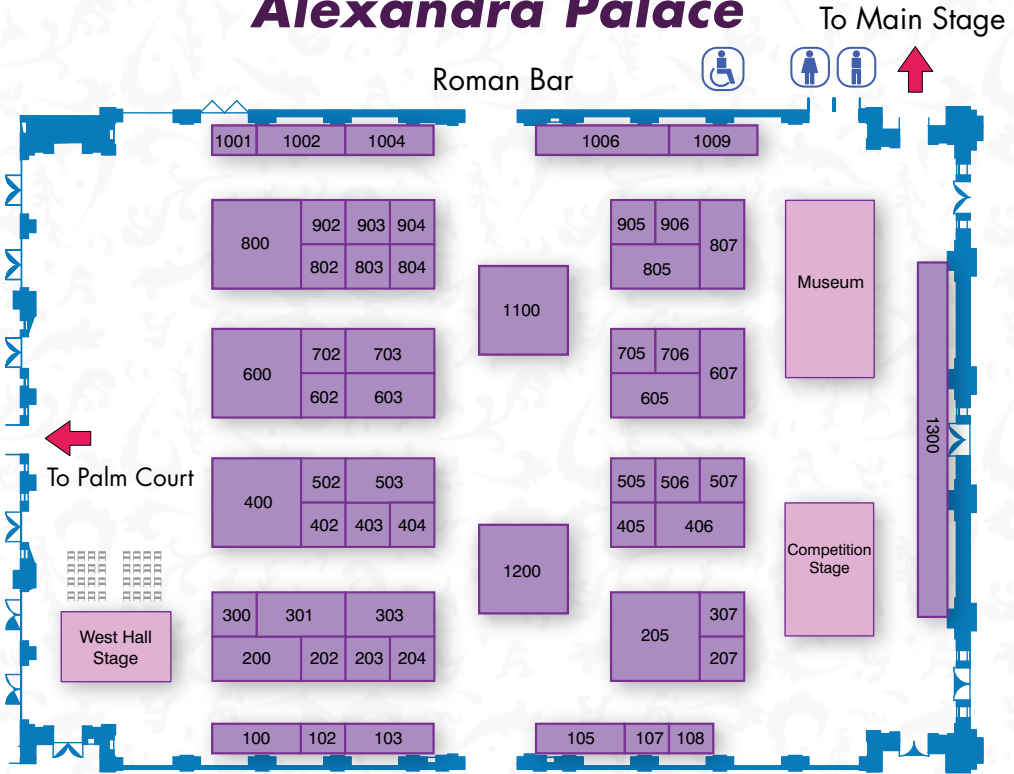 Alexandra Palace
To Main Stage
Roman Bar
1001 1002 1004 1006 1009
902 903 904 905 906
800 807
802 803 804 805
Museum
1100
702 703 705 706
600 607
602 603 605
1300
To Palm Court
502 503 505 506 507
400
402 403 404 405 406
Competition
Stage
1200
300 301 303 307
West Hall
Stage
205
200 202 203 204 207
100 102 103 105 107 108